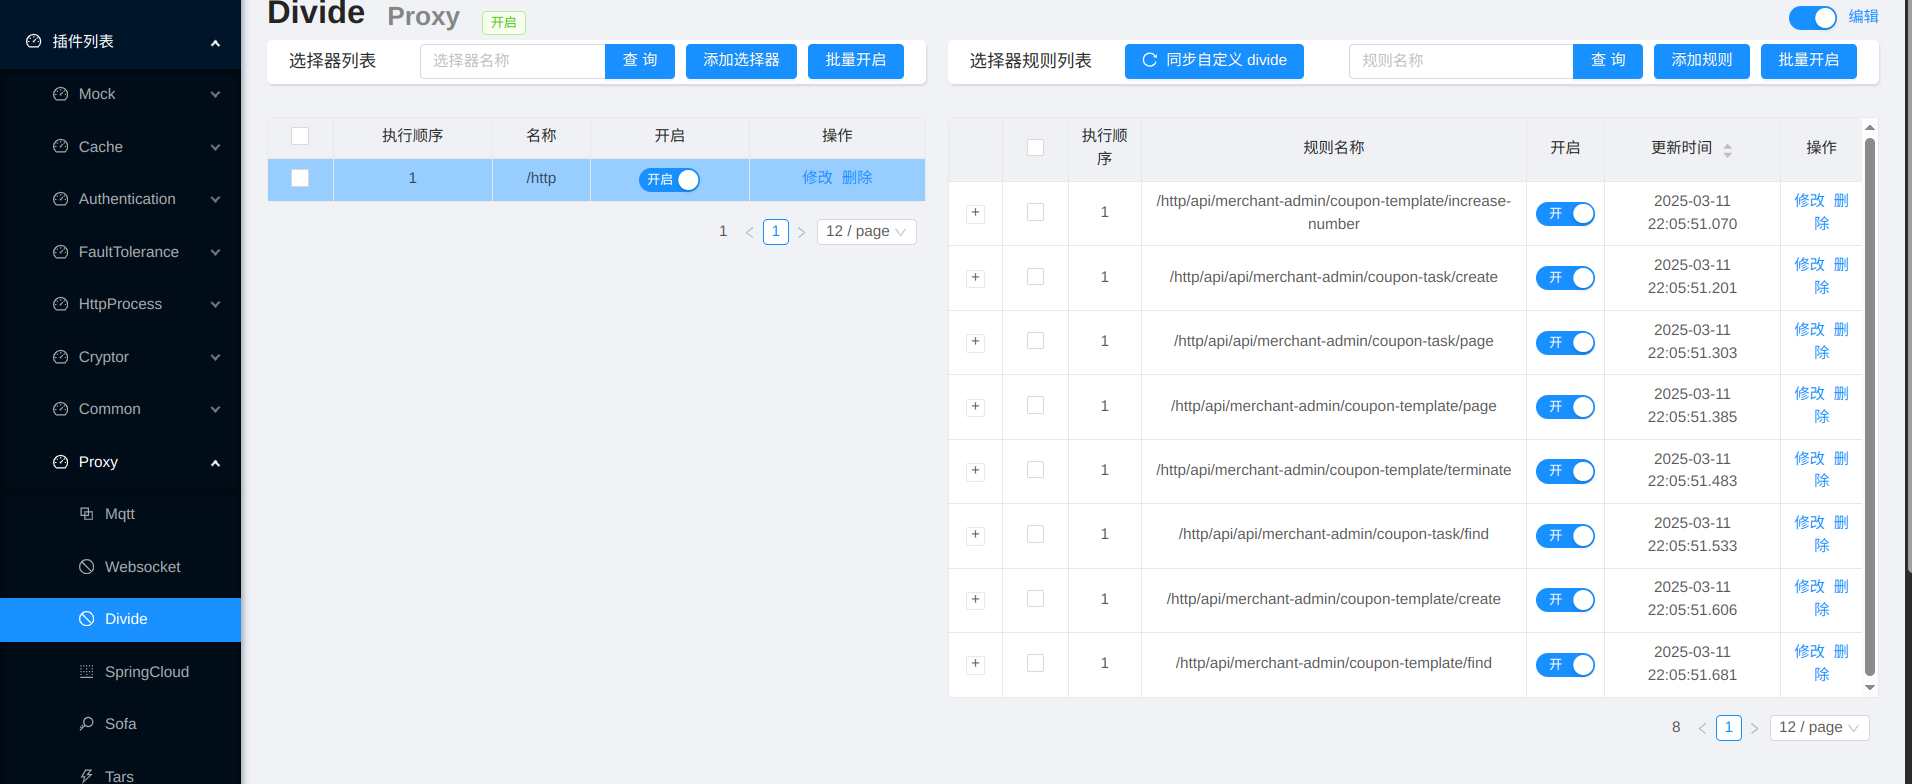 插件列表
Mock
Cache
Authentication
FaultTolerance
HttpProcess
Cryptor
Common
Proxy
Mqtt
Websocket
Divide
SpringCloud
Sofa
Tars
Divide Proxy 开启
编辑
选择器列表 选择器名称 查 询 添加选择器 批量开启
执行顺序 名称 开启 操作
1 /http 开启 修改 删除
1 1 12 / page
选择器规则列表 同步自定义 divide 规则名称 查 询 添加规则 批量开启
执行顺
序
规则名称 开启 更新时间 操作
+ 1 /http/api/merchant-admin/coupon-template/increase-
number
开 2025-03-11
22:05:51.070
修改 删
除
+ 1 /http/api/api/merchant-admin/coupon-task/create 开 2025-03-11
22:05:51.201
修改 删
除
+ 1 /http/api/api/merchant-admin/coupon-task/page 开 2025-03-11
22:05:51.303
修改 删
除
+ 1 /http/api/merchant-admin/coupon-template/page 开 2025-03-11
22:05:51.385
修改 删
除
+ 1 /http/api/merchant-admin/coupon-template/terminate 开 2025-03-11
22:05:51.483
修改 删
除
+ 1 /http/api/api/merchant-admin/coupon-task/find 开 2025-03-11
22:05:51.533
修改 删
除
+ 1 /http/api/merchant-admin/coupon-template/create 开 2025-03-11
22:05:51.606
修改 删
除
+ 1 /http/api/merchant-admin/coupon-template/find 开 2025-03-11
22:05:51.681
修改 删
除
8 1 12 / page